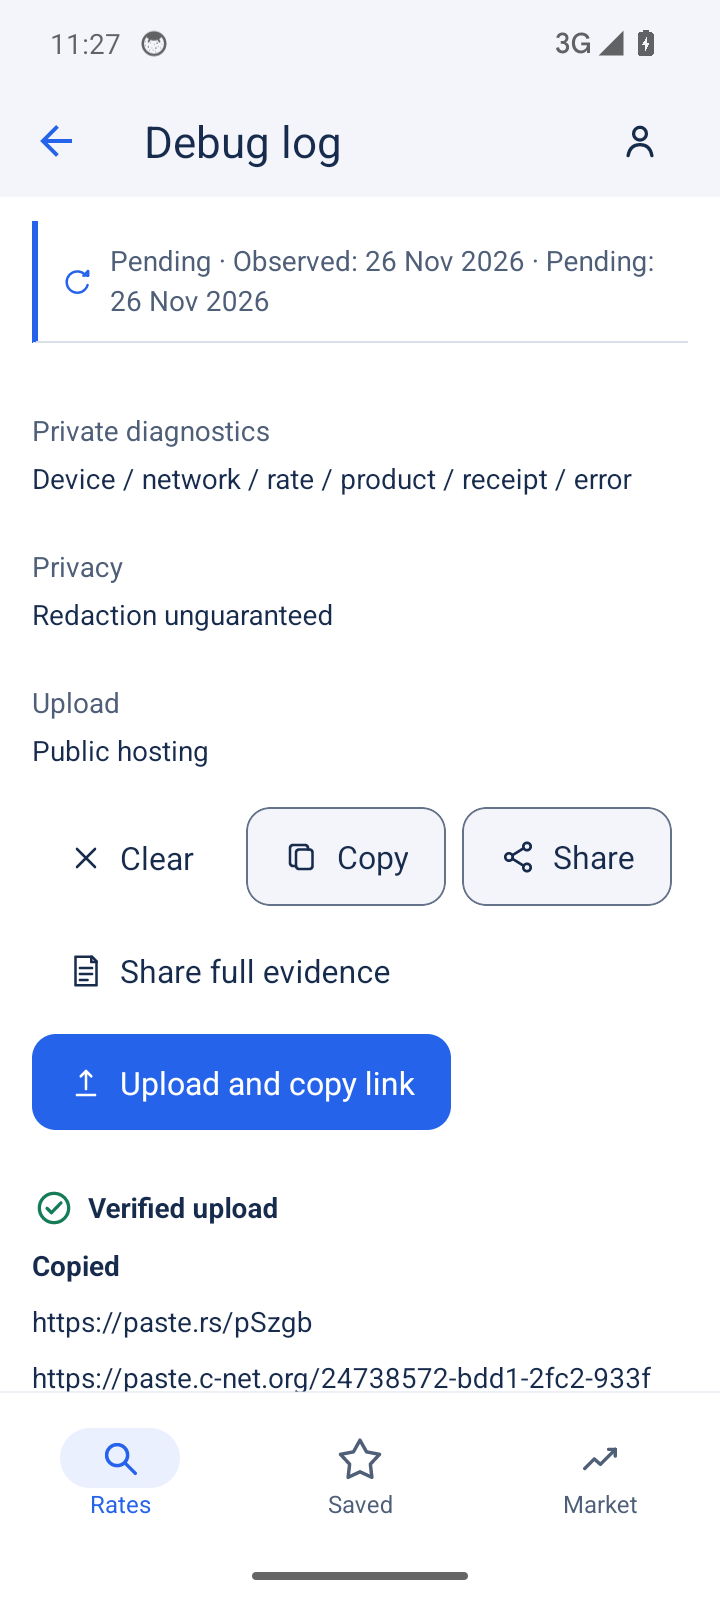 11:27
3G
Debug log
Pending · Observed: 26 Nov 2026 · Pending:
26 Nov 2026
Private diagnostics
Device / network / rate / product / receipt / error
Privacy
Redaction unguaranteed
Upload
Public hosting
Clear
Copy
Share
Share full evidence
Upload and copy link
Verified upload
Copied
https://paste.rs/pSzgb
https://paste.c-net.org/24738572-bdd1-2fc2-933f
Rates
Saved
Market